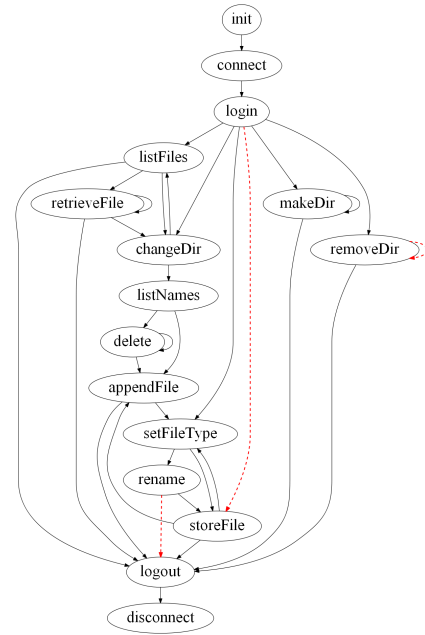 init
connect
login
listFiles
retrieveFile
makeDir
changeDir
removeDir
listNames
delete
appendFile
setFileType
rename
storeFile
logout
disconnect